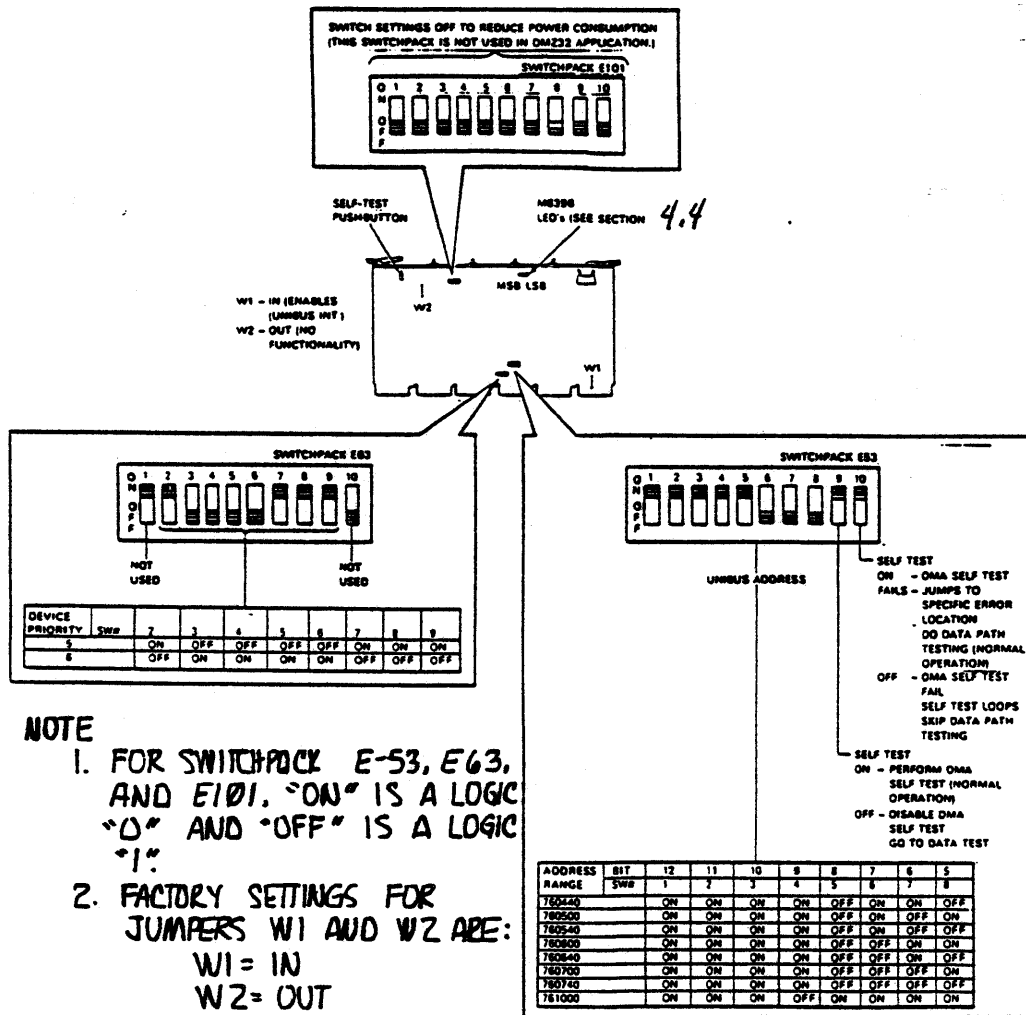 SWITCH SETTINGS OFF TO REDUCE POWER CONSUMPTION
(THIS SWITCHPACK IS NOT USED IN DMZ32 APPLICATION.)
SWITCHPACK E101
1 2 3 4 5 6 7 8 9 10
ON
OFF
SELF-TEST
PUSHBUTTON
M8398
LED's (SEE SECTION 4.4
W1 - IN (ENABLES
(UNIBUS INT)
W2 - OUT (NO
FUNCTIONALITY)
W2
MSB LSB
W1
SWITCHPACK E63
1 2 3 4 5 6 7 8 9 10
ON
OFF
NOT
USED
NOT
USED
DEVICE
PRIORITY SW# 2 3 4 5 6 7 8 9
5 ON OFF OFF OFF OFF ON ON ON
6 OFF ON ON ON ON OFF OFF OFF
NOTE
1. FOR SWITCHPACK E-53, E63,
AND E101. "ON" IS A LOGIC
"0" AND "OFF" IS A LOGIC
"1".
2. FACTORY SETTINGS FOR
JUMPERS W1 AND W2 ARE:
W1 = IN
W2 = OUT
SWITCHPACK E53
1 2 3 4 5 6 7 8 9 10
ON
OFF
UNIBUS ADDRESS
SELF TEST
ON - DMA SELF TEST
FAILS - JUMPS TO
SPECIFIC ERROR
LOCATION
DO DATA PATH
TESTING (NORMAL
OPERATION)
OFF - DMA SELF TEST
FAIL
SELF TEST LOOPS
SKIP DATA PATH
TESTING
SELF TEST
ON - PERFORM DMA
SELF TEST (NORMAL
OPERATION)
OFF - DISABLE DMA
SELF TEST
GO TO DATA TEST
ADDRESS BIT 12 11 10 9 8 7 6 5
RANGE SW# 1 2 3 4 5 6 7 8
760440 ON ON ON ON OFF ON ON OFF
760500 ON ON ON ON OFF ON OFF ON
760540 ON ON ON ON OFF ON OFF OFF
760600 ON ON ON ON OFF OFF ON ON
760640 ON ON ON ON OFF OFF ON OFF
760700 ON ON ON ON OFF OFF OFF ON
760740 ON ON ON ON OFF OFF OFF OFF
761000 ON ON ON OFF ON ON ON ON